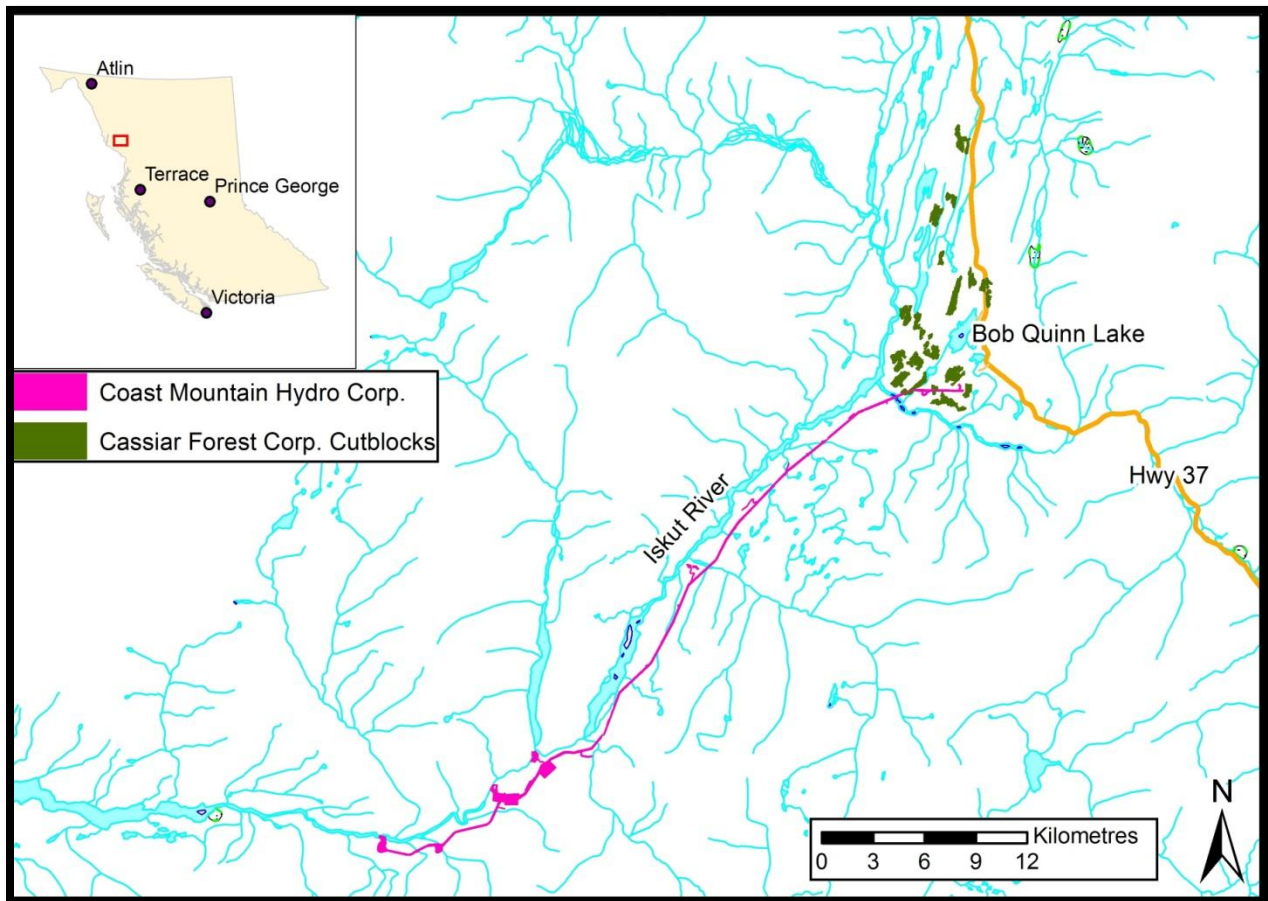 Atlin
Terrace
Prince George
Victoria
Coast Mountain Hydro Corp.
Cassiar Forest Corp. Cutblocks
Bob Quinn Lake
Hwy 37
Iskut River
N
Kilometres
0 3 6 9 12